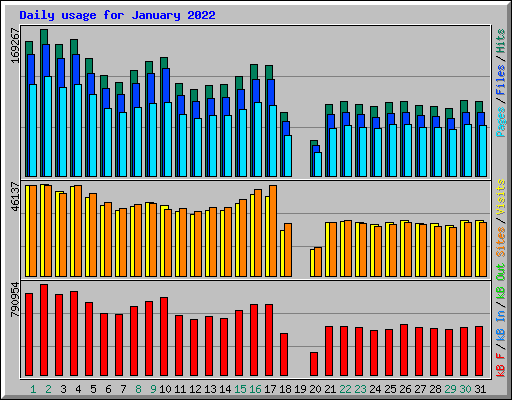 Daily usage for January 2022
169267
Pages / Files / Hits
46137
kB F / kB In / kB Out Sites / Visits
790954
1 2 3 4 5 6 7 8 9 10 11 12 13 14 15 16 17 18 19 20 21 22 23 24 25 26 27 28 29 30 31